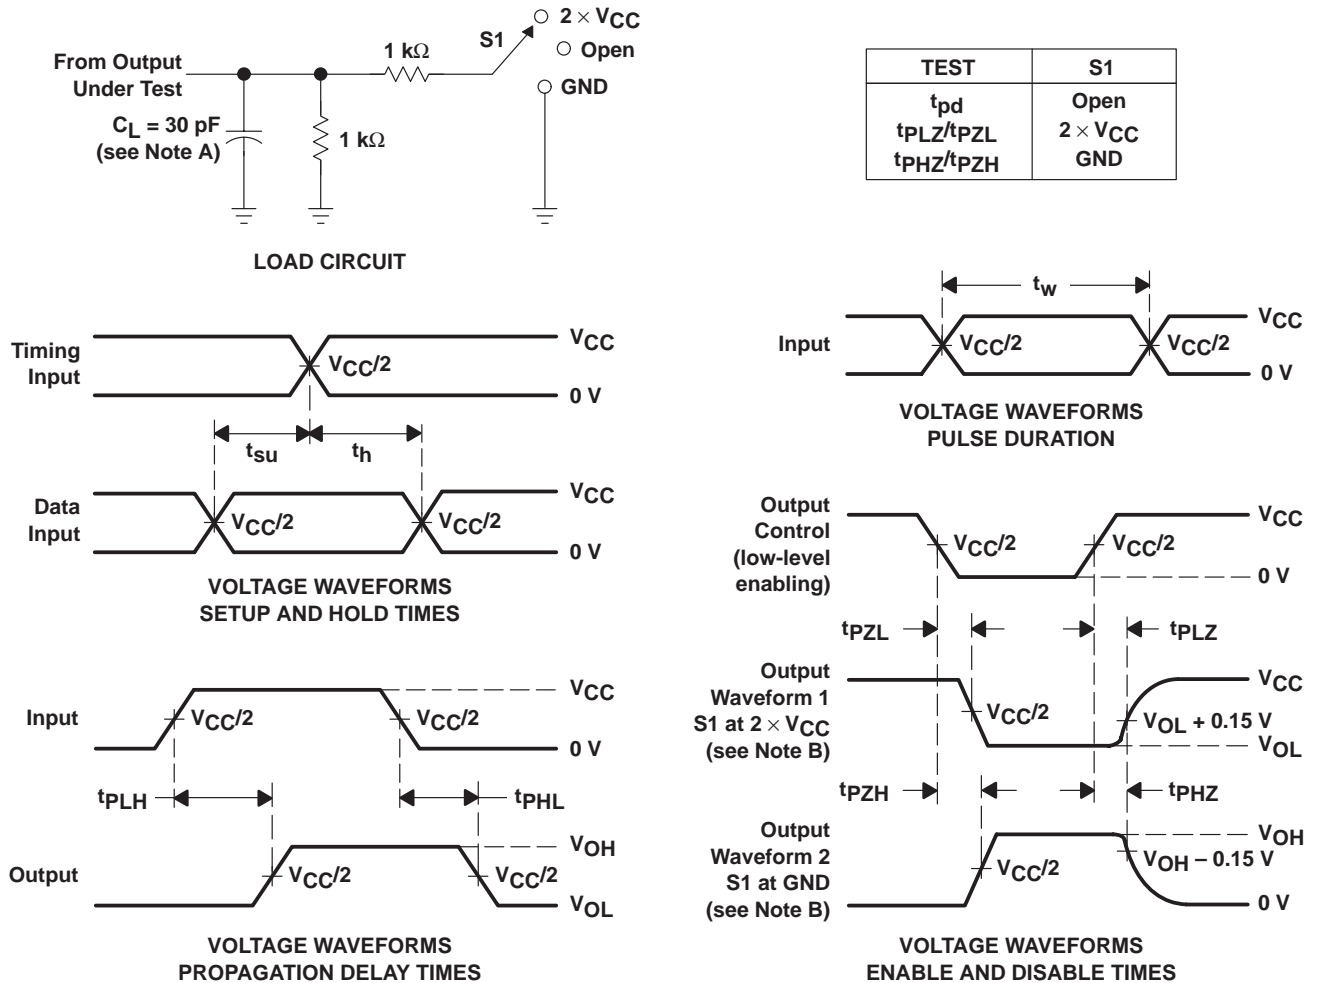 From Output
Under Test
CL = 30 pF
(see Note A)
1 kΩ
1 kΩ
S1
2 × VCC
Open
GND
LOAD CIRCUIT
TEST S1
tpd Open
tPLZ/tPZL 2 × VCC
tPHZ/tPZH GND
Timing
Input
VCC/2
VCC
0 V
tsu
th
Data
Input
VCC/2
VCC/2
VCC
0 V
VOLTAGE WAVEFORMS
SETUP AND HOLD TIMES
tw
Input
VCC/2
VCC/2
VCC
0 V
VOLTAGE WAVEFORMS
PULSE DURATION
Input
VCC/2
VCC/2
VCC
0 V
tPLH
tPHL
Output
VCC/2
VCC/2
VOH
VOL
VOLTAGE WAVEFORMS
PROPAGATION DELAY TIMES
Output
Control
(low-level
enabling)
VCC/2
VCC/2
VCC
0 V
tPZL
tPLZ
Output
Waveform 1
S1 at 2 × VCC
(see Note B)
VCC/2
VCC
VOL + 0.15 V
VOL
tPZH
tPHZ
Output
Waveform 2
S1 at GND
(see Note B)
VCC/2
VOH
VOH – 0.15 V
0 V
VOLTAGE WAVEFORMS
ENABLE AND DISABLE TIMES